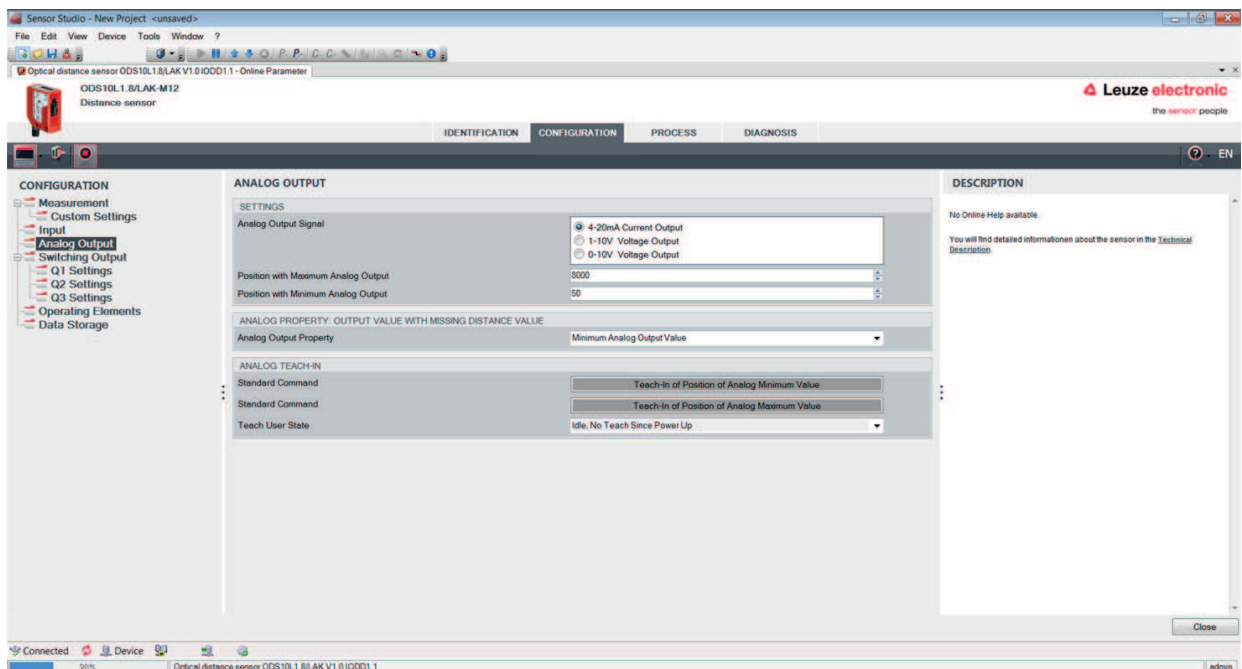 Sensor Studio - New Project <unsaved>
File Edit View Device Tools Window ?
Optical distance sensor ODS10L1.8/LAK V1.0 IODD1.1 - Online Parameter
ODS10L1.8/LAK-M12
Distance sensor
Leuze electronic
the sensor people
IDENTIFICATION CONFIGURATION PROCESS DIAGNOSIS
EN
CONFIGURATION
Measurement
Custom Settings
Input
Analog Output
Switching Output
Q1 Settings
Q2 Settings
Q3 Settings
Operating Elements
Data Storage
ANALOG OUTPUT
SETTINGS
Analog Output Signal
4-20mA Current Output
1-10V Voltage Output
0-10V Voltage Output
Position with Maximum Analog Output 8000
Position with Minimum Analog Output 50
ANALOG PROPERTY: OUTPUT VALUE WITH MISSING DISTANCE VALUE
Analog Output Property Minimum Analog Output Value
ANALOG TEACH-IN
Standard Command Teach-In of Position of Analog Minimum Value
Standard Command Teach-In of Position of Analog Maximum Value
Teach User State Idle, No Teach Since Power Up
DESCRIPTION
No Online Help available.
You will find detailed informationen about the sensor in the Technical
Description.
Close
Connected Device
98% Optical distance sensor ODS10L1.8/LAK V1.0 IODD1.1 admin